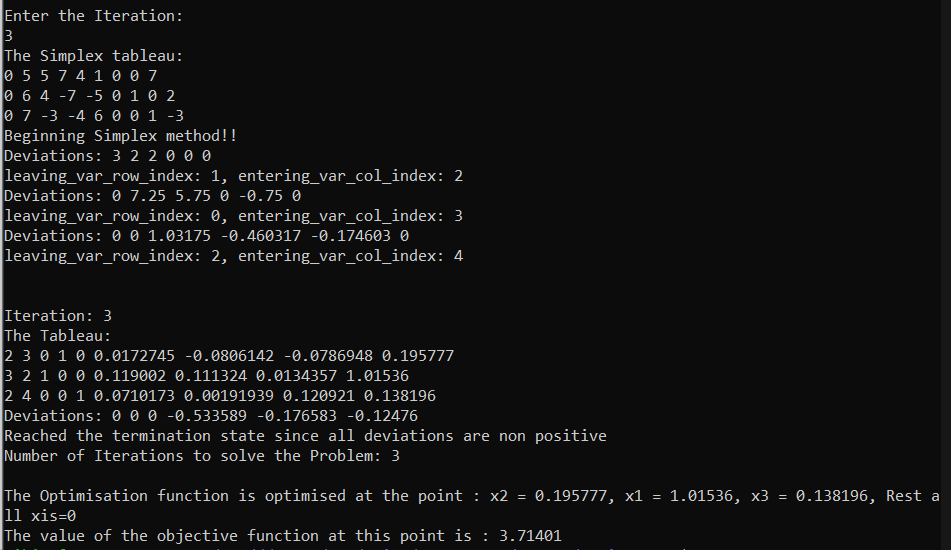 Enter the Iteration:
3
The Simplex tableau:
0 5 5 7 4 1 0 0 7
0 6 4 -7 -5 0 1 0 2
0 7 -3 -4 6 0 0 1 -3
Beginning Simplex method!!
Deviations: 3 2 2 0 0 0
leaving_var_row_index: 1, entering_var_col_index: 2
Deviations: 0 7.25 5.75 0 -0.75 0
leaving_var_row_index: 0, entering_var_col_index: 3
Deviations: 0 0 1.03175 -0.460317 -0.174603 0
leaving_var_row_index: 2, entering_var_col_index: 4
Iteration: 3
The Tableau:
2 3 0 1 0 0.0172745 -0.0806142 -0.0786948 0.195777
3 2 1 0 0 0.119002 0.111324 0.0134357 1.01536
2 4 0 0 1 0.0710173 0.00191939 0.120921 0.138196
Deviations: 0 0 0 -0.533589 -0.176583 -0.12476
Reached the termination state since all deviations are non positive
Number of Iterations to solve the Problem: 3
The Optimisation function is optimised at the point : x2 = 0.195777, x1 = 1.01536, x3 = 0.138196, Rest a
ll xis=0
The value of the objective function at this point is : 3.71401